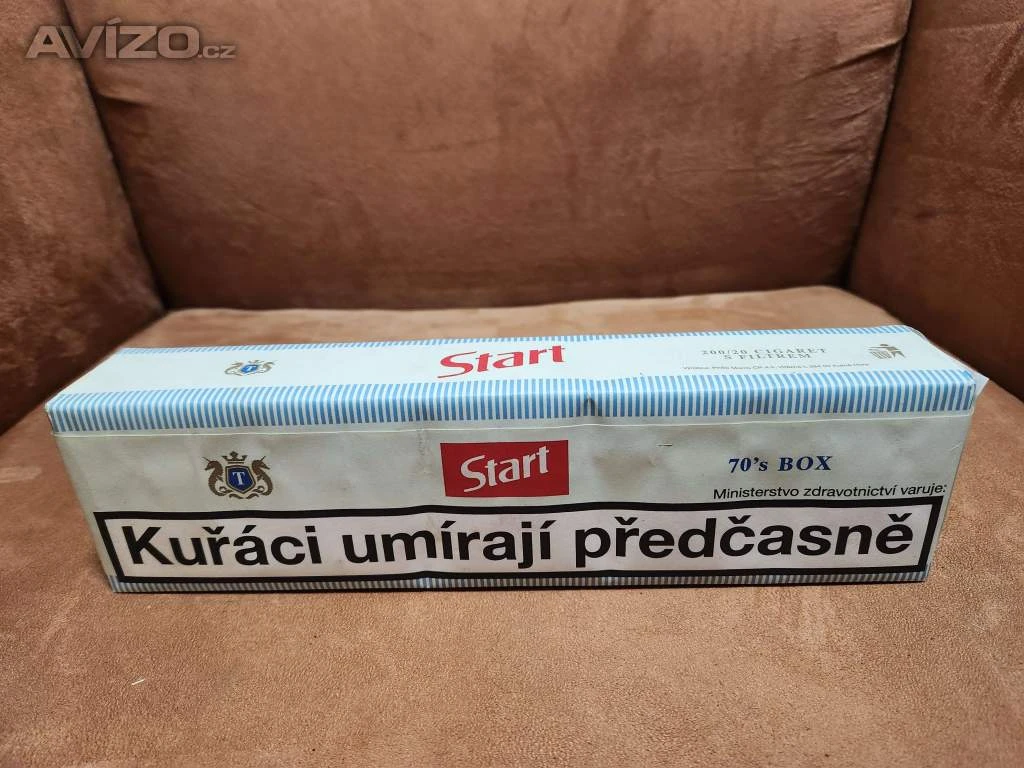 AVÍZO.cz
Start
200/20 CIGARET
S FILTREM
T
Start
70's BOX
Ministerstvo zdravotnictví varuje:
Kuřáci umírají předčasně